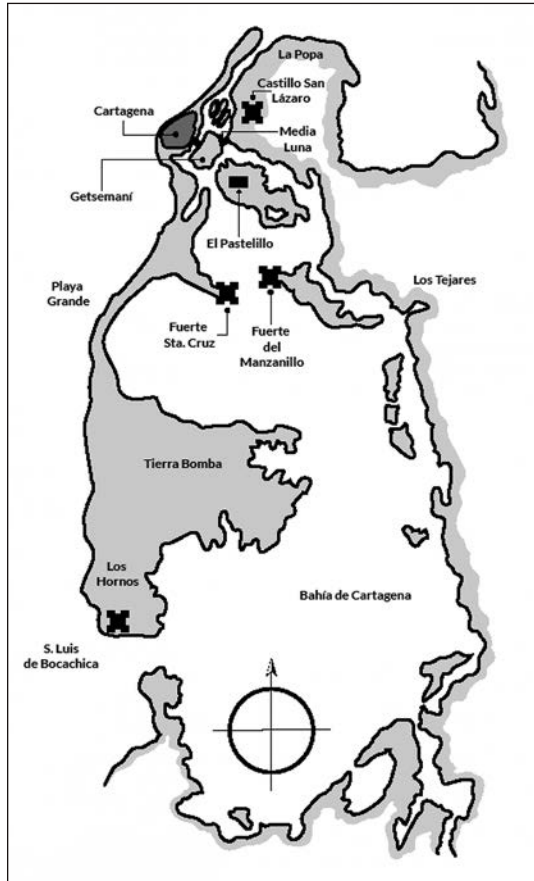 La Popa
Castillo San
Lázaro
Cartagena
Media
Luna
Getsemaní
El Pastelillo
Playa
Grande
Los Tejares
Fuerte
Sta. Cruz
Fuerte
del
Manzanillo
Tierra Bomba
Los
Hornos
Bahía de Cartagena
S. Luis
de Bocachica